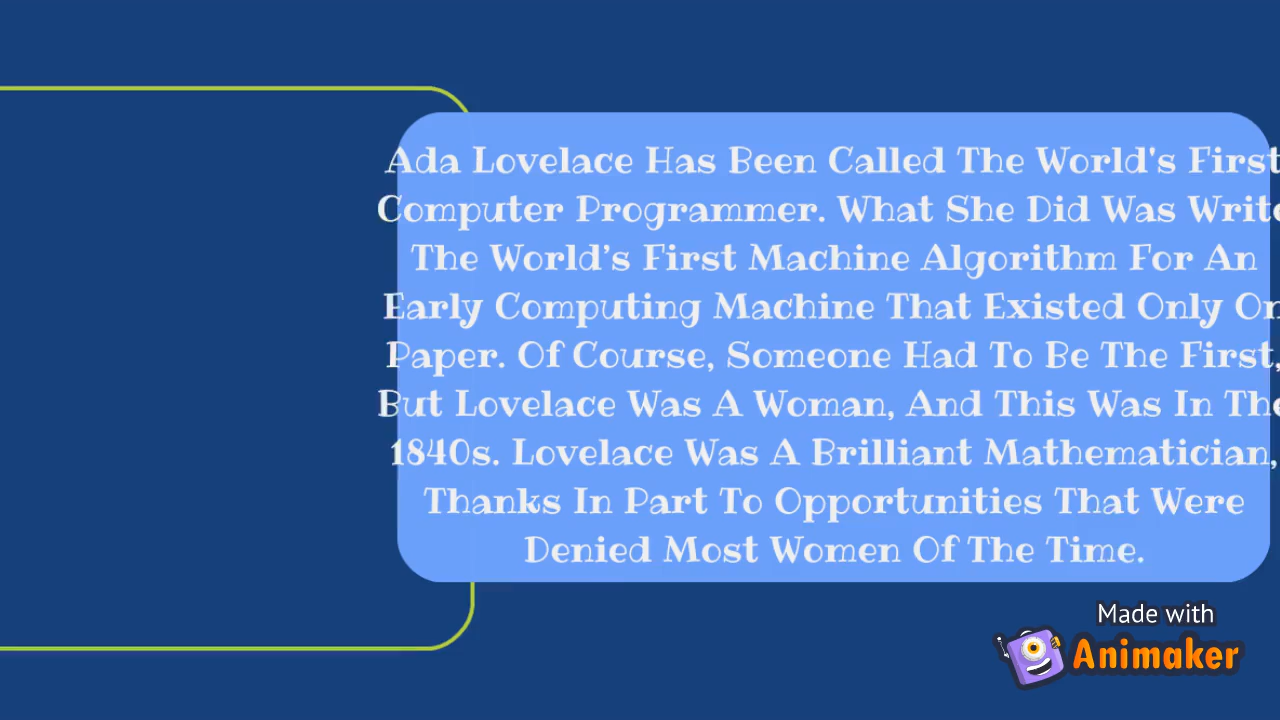 Ada Lovelace Has Been Called The World's First
Computer Programmer. What She Did Was Write
The World’s First Machine Algorithm For An
Early Computing Machine That Existed Only On
Paper. Of Course, Someone Had To Be The First,
But Lovelace Was A Woman, And This Was In The
1840s. Lovelace Was A Brilliant Mathematician,
Thanks In Part To Opportunities That Were
Denied Most Women Of The Time.
Made with
Animaker